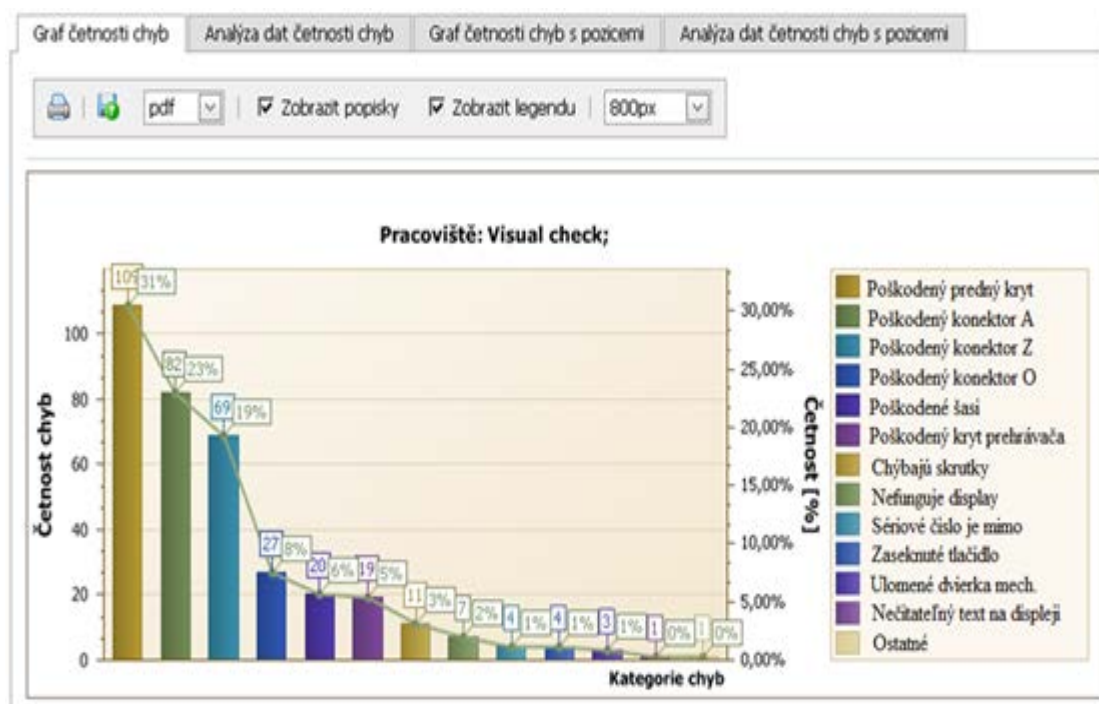 Graf četnosti chyb
Analýza dat četnosti chyb
Graf četnosti chyb s pozicemi
Analýza dat četnosti chyb s pozicemi
pdf
Zobrazit popisky
Zobrazit legendu
800px
Pracoviště: Visual check;
Četnost chyb
100
80
60
40
20
0
109
31%
82
23%
69
19%
27
8%
20
6%
19
5%
11
3%
7
2%
4
1%
4
1%
3
1%
1
0%
1
0%
30,00%
25,00%
20,00%
15,00%
10,00%
5,00%
0,00%
Četnost [%]
Kategorie chyb
Poškodený predný kryt
Poškodený konektor A
Poškodený konektor Z
Poškodený konektor O
Poškodené šasi
Poškodený kryt prehrávača
Chýbajú skrutky
Nefunguje display
Sériové čislo je mimo
Zaseknuté tlačidlo
Ulomené dvierka mech.
Nečitateľný text na displeji
Ostatné